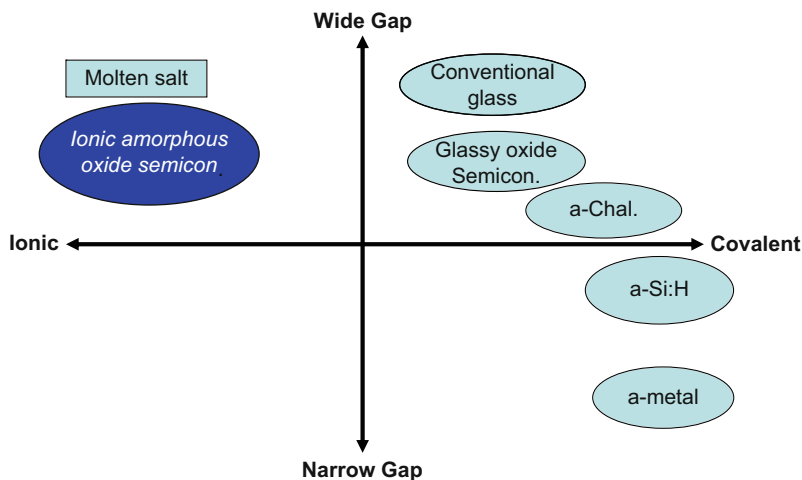 Wide Gap
Molten salt
Conventional
glass
Ionic amorphous
oxide semicon.
Glassy oxide
Semicon.
a-Chal.
Ionic
Covalent
a-Si:H
a-metal
Narrow Gap